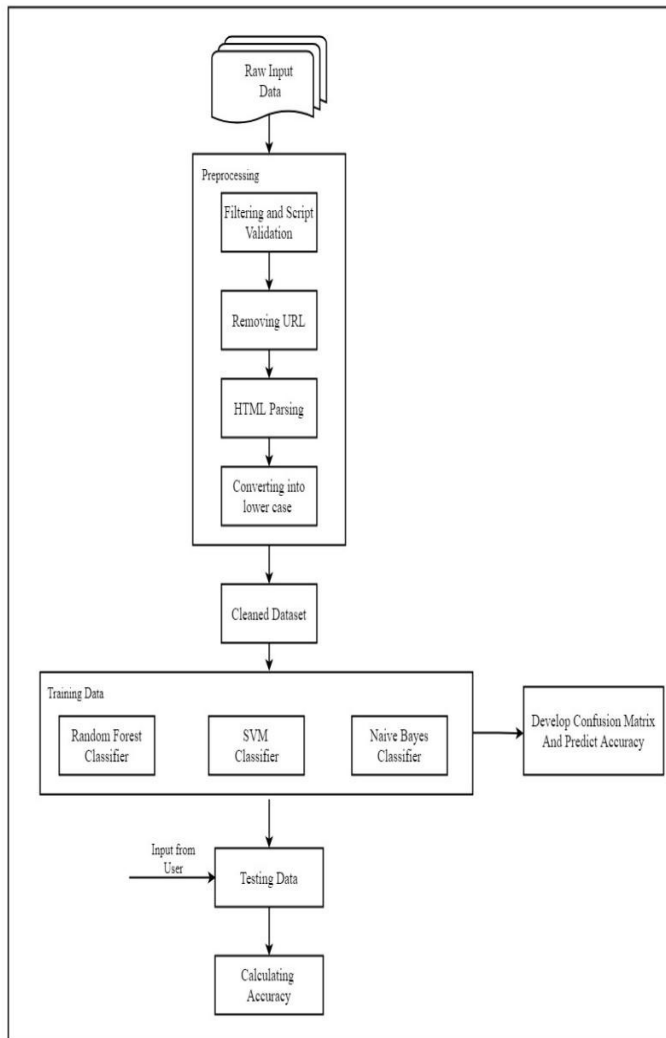 Raw Input
Data
Preprocessing
Filtering and Script
Validation
Removing URL
HTML Parsing
Converting into
lower case
Cleaned Dataset
Training Data
Random Forest
Classifier
SVM
Classifier
Naive Bayes
Classifier
Develop Confusion Matrix
And Predict Accuracy
Input from
User
Testing Data
Calculating
Accuracy